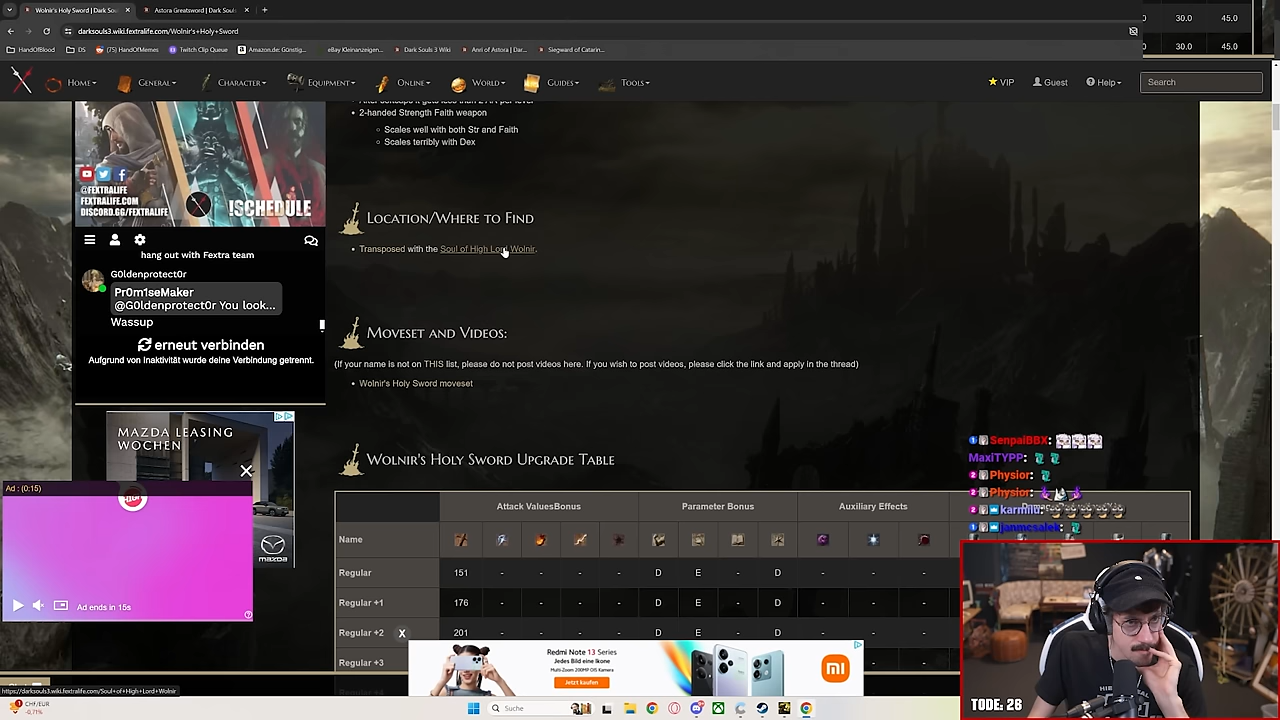 Wolnir's Holy Sword | Dark Soul
Astora Greatsword | Dark Soul
darksouls3.wiki.fextralife.com/Wolnir's+Holy+Sword
HandOfBlood
DS
(75) HandOfMemes
Twitch Clip Queue
Amazon.de: Günstig...
eBay Kleinanzeigen...
Dark Souls 3 Wiki
Anri of Astora | Dar...
Siegward of Catarin...
30.0 45.0
30.0 45.0
Home
General
Character
Equipment
Online
World
Guides
Tools
VIP
Guest
Help
Search
2-handed Strength Faith weapon
Scales well with both Str and Faith
Scales terribly with Dex
@FEXTRALIFE
FEXTRALIFE.COM
DISCORD.GG/FEXTRALIFE
!SCHEDULE
hang out with Fextra team
G0ldenprotect0r
Pr0m1seMaker
@G0ldenprotect0r You look...
Wassup
erneut verbinden
Aufgrund von Inaktivität wurde deine Verbindung getrennt.
Location/Where to Find
Transposed with the Soul of High Lord Wolnir.
Moveset and Videos:
(If your name is not on THIS list, please do not post videos here. If you wish to post videos, please click the link and apply in the thread)
Wolnir's Holy Sword moveset
Wolnir's Holy Sword Upgrade Table
Attack ValuesBonus Parameter Bonus Auxiliary Effects
Name
Regular 151 - - - - D E - D - - -
Regular +1 176 - - - - D E - D - - -
Regular +2 201 - - - - D E - D - - -
Regular +3
MAZDA LEASING
WOCHEN
mazda
Ad : (0:15)
Ad ends in 15s
X
Redmi Note 13 Series
Jedes Bild eine Ikone
Multi-Zoom 200MP OIS Kamera
Jetzt kaufen
SenpaiBBX:
MaxiTYPP:
Physior:
Physior:
karmiiu:
janmcsalek:
TODE: 26
https://darksouls3.wiki.fextralife.com/Soul+of+High+Lord+Wolnir
CHF/EUR
-0,71%
Suche